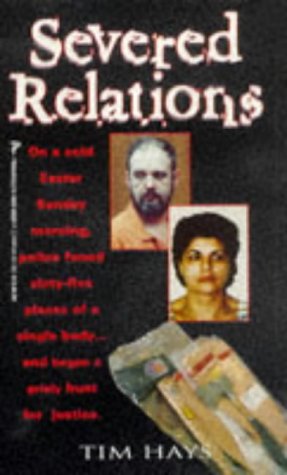 Severed
Relations
On a cold
Easter
Sunday
morning,
police found
sixty-five
pieces of a
single body...
and began a
grisly hunt
for justice.
TIM HAYS